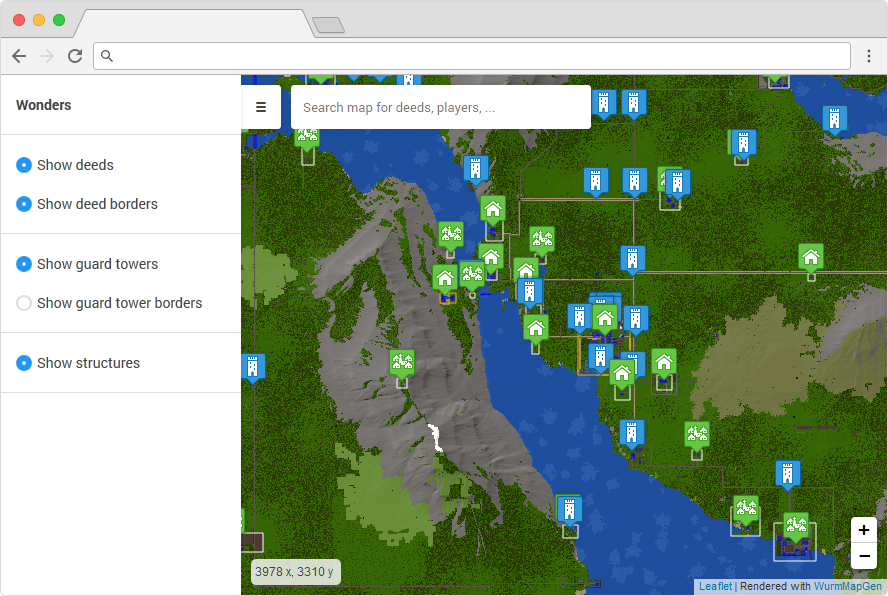 Wonders
Search map for deeds, players, ...
Show deeds
Show deed borders
Show guard towers
Show guard tower borders
Show structures
3978 x, 3310 y
+
−
Leaflet | Rendered with WurmMapGen